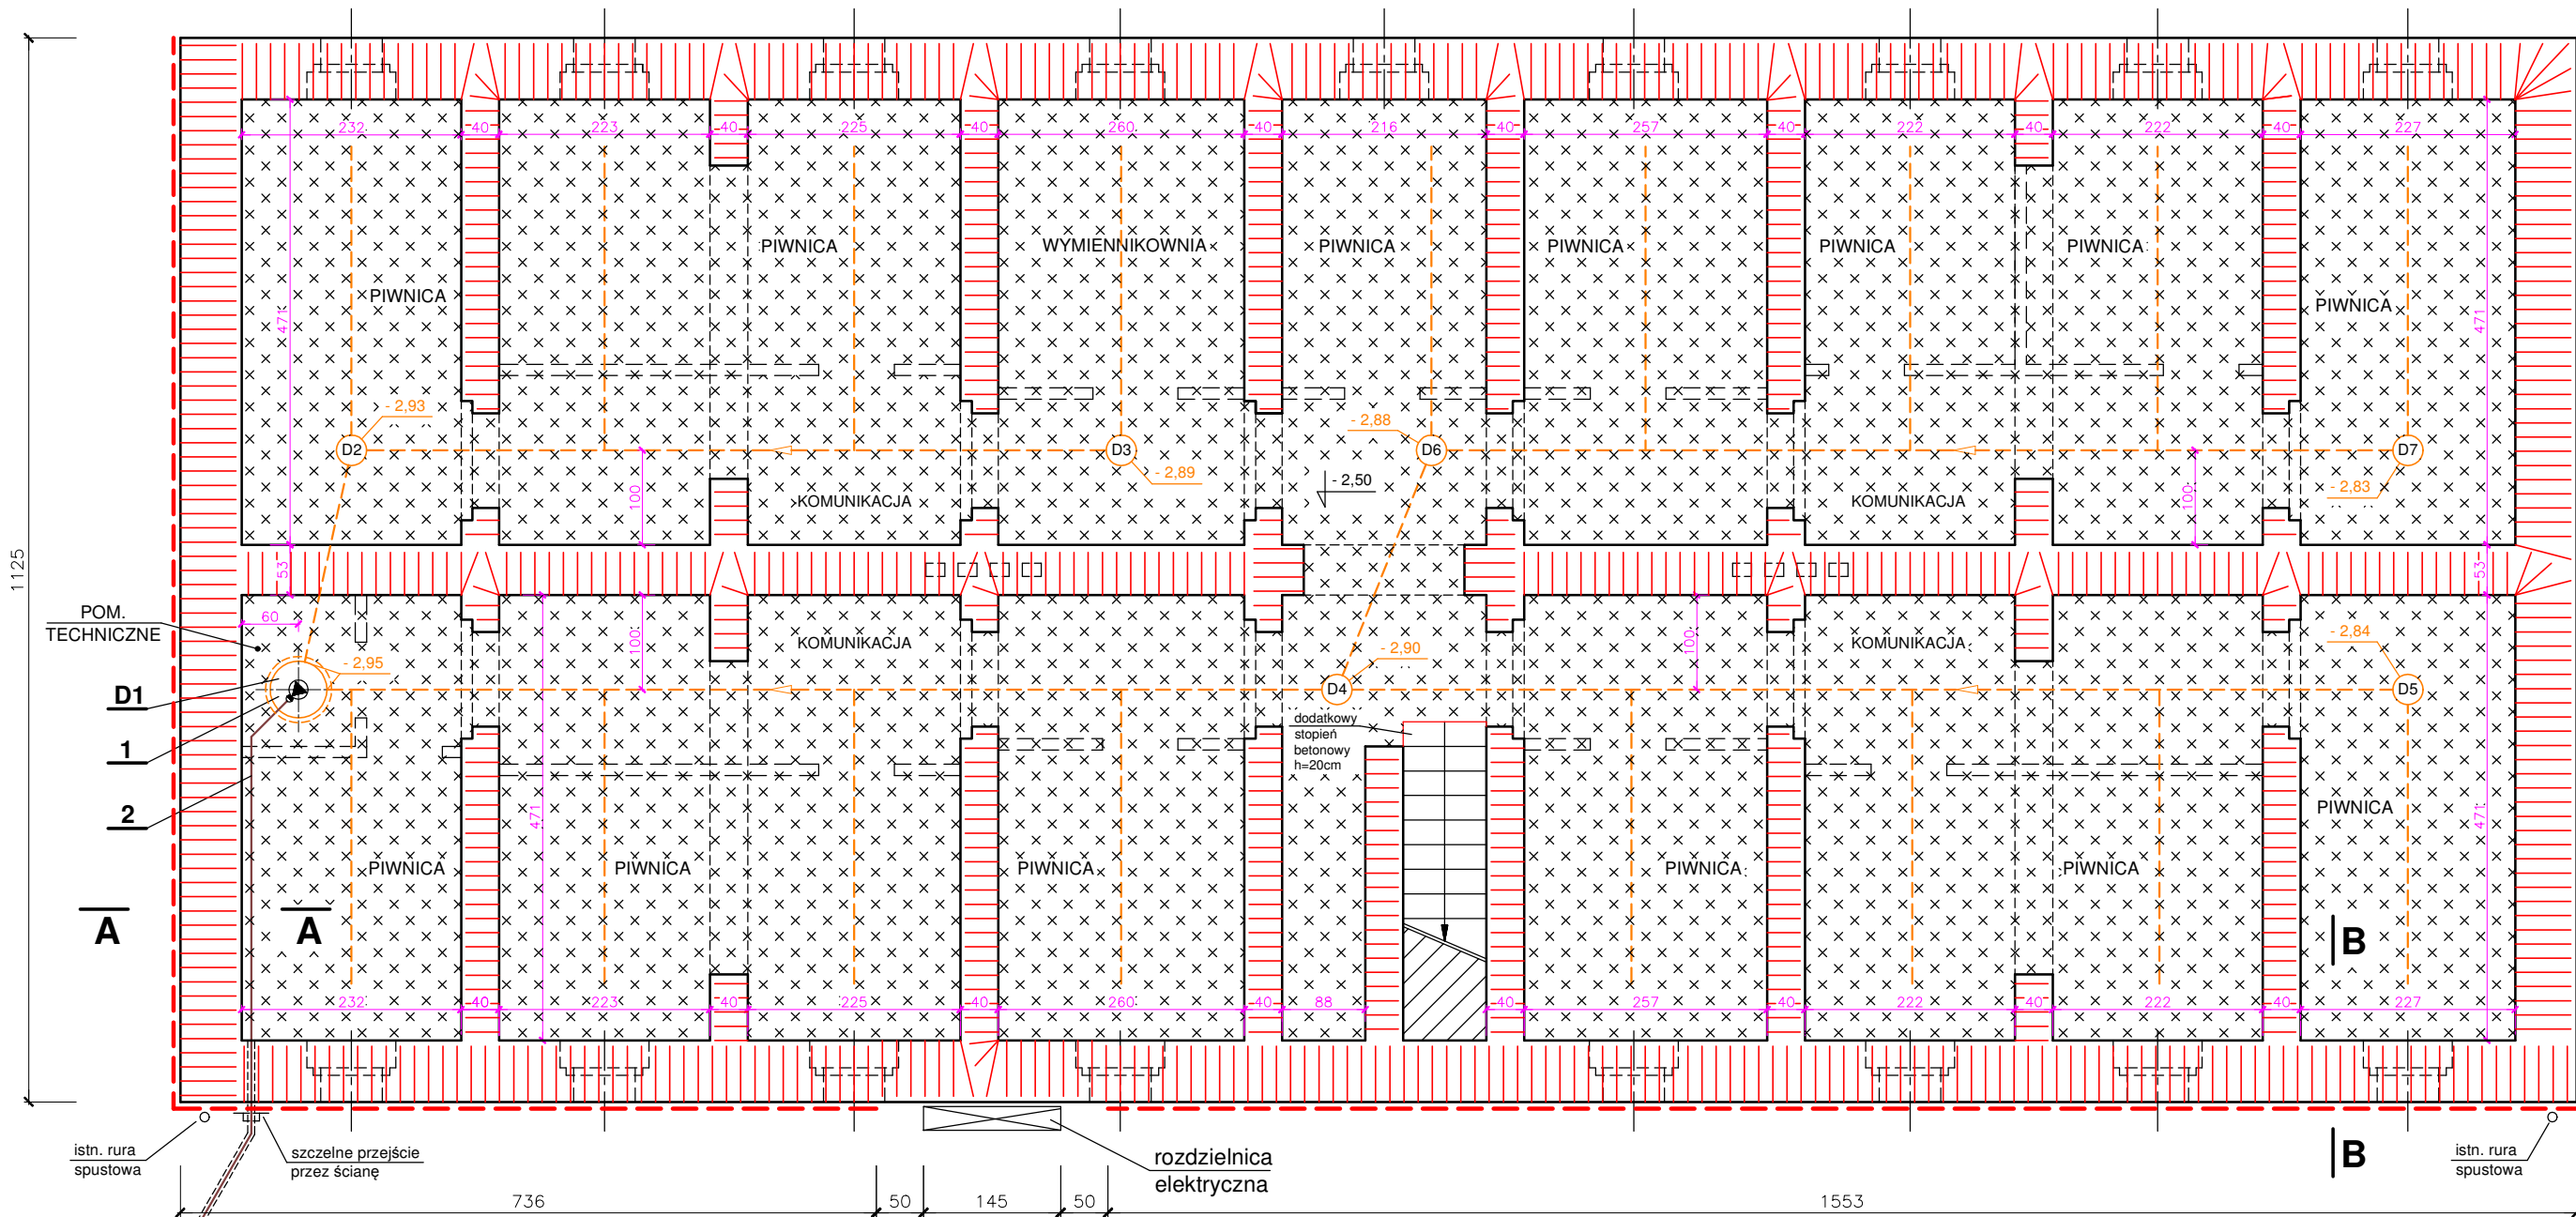 232 40 223 40 225 40 260 40 216 40 257 40 222 40 222 40 227
PIWNICA
WYMIENNIKOWNIA
PIWNICA
PIWNICA
PIWNICA
PIWNICA
PIWNICA
PIWNICA
471
471
- 2,93
- 2,88
D2
D3
D6
D7
- 2,89
- 2,50
- 2,83
100
100
KOMUNIKACJA
KOMUNIKACJA
1125
53
53
POM.
TECHNICZNE
60
100
100
KOMUNIKACJA
KOMUNIKACJA
- 2,84
- 2,95
- 2,90
D1
D4
D5
1
2
dodatkowy
stopień
betonowy
h=20cm
471
471
PIWNICA
PIWNICA
PIWNICA
PIWNICA
PIWNICA
PIWNICA
A
A
B
232 40 223 40 225 40 260 40 88 40 257 40 222 40 222 40 227
istn. rura
spustowa
szczelne przejście
przez ścianę
rozdzielnica
elektryczna
B
istn. rura
spustowa
736 50 145 50 1553